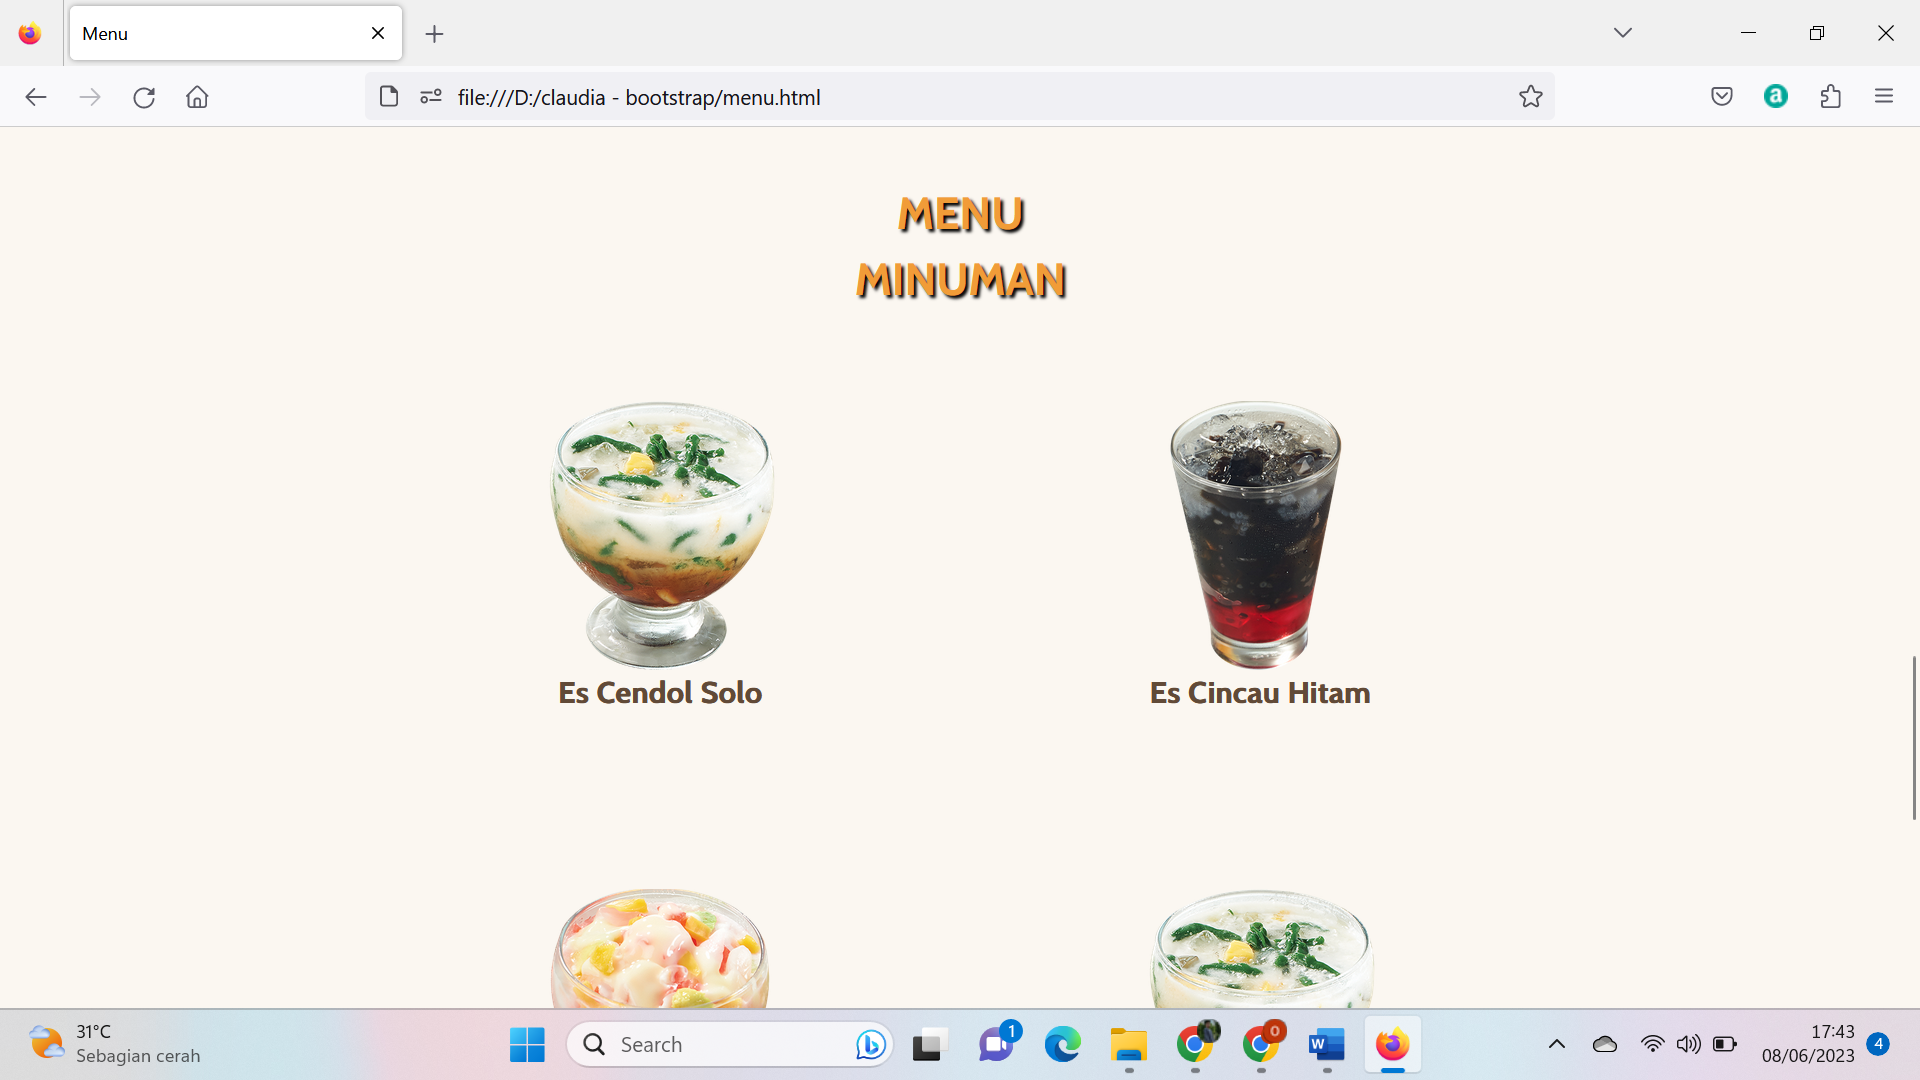 Menu
file:///D:/claudia - bootstrap/menu.html
a
MENU
MINUMAN
Es Cendol Solo
Es Cincau Hitam
31°C
Sebagian cerah
Search
1
0
W
17:43
08/06/2023
4